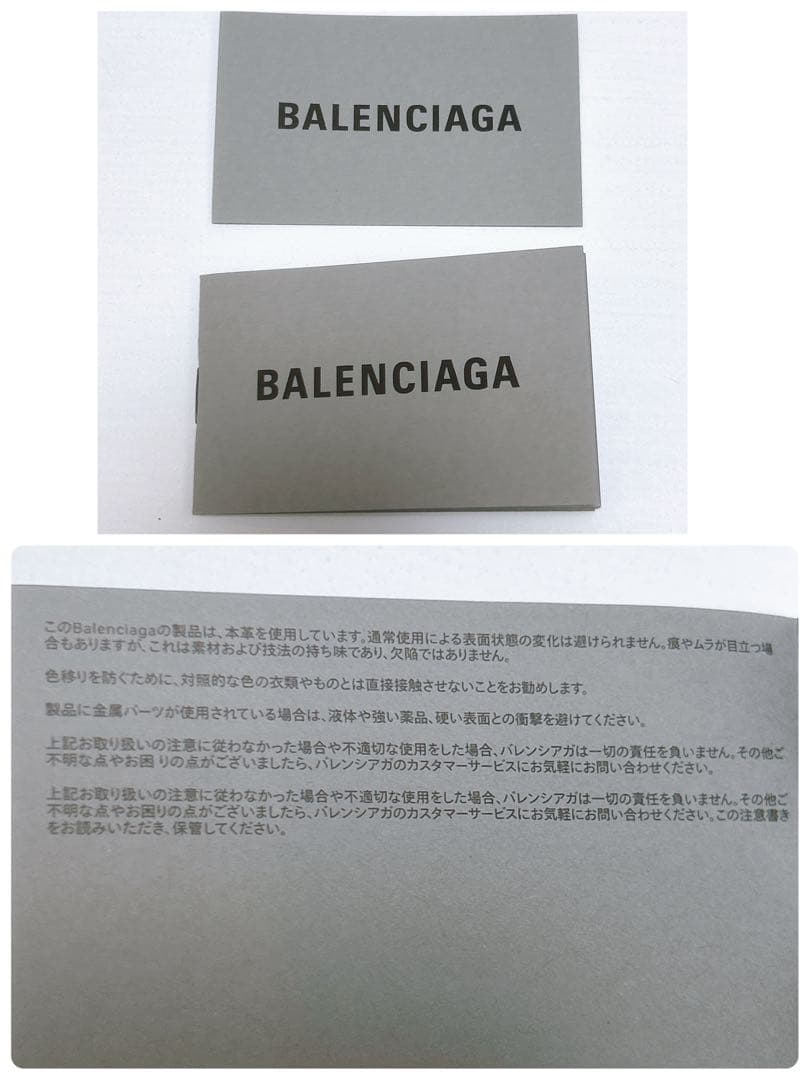 BALENCIAGA
BALENCIAGA
このBalenciagaの製品は、本革を使用しています。通常使用による表面状態の変化は避けられません。痕やムラが目立つ場
合もありますが、これは素材および技法の持ち味であり、欠陥ではありません。
色移りを防ぐために、対照的な色の衣類やものとは直接接触させないことをお勧めします。
製品に金属パーツが使用されている場合は、液体や強い薬品、硬い表面との衝撃を避けてください。
上記お取り扱いの注意に従わなかった場合や不適切な使用をした場合、バレンシアガは一切の責任を負いません。その他ご
不明な点やお困りの点がございましたら、バレンシアガのカスタマーサービスにお気軽にお問い合わせください。
上記お取り扱いの注意に従わなかった場合や不適切な使用をした場合、バレンシアガは一切の責任を負いません。その他ご
不明な点やお困りの点がございましたら、バレンシアガのカスタマーサービスにお気軽にお問い合わせください。この注意書き
をお読みいただき、保管してください。